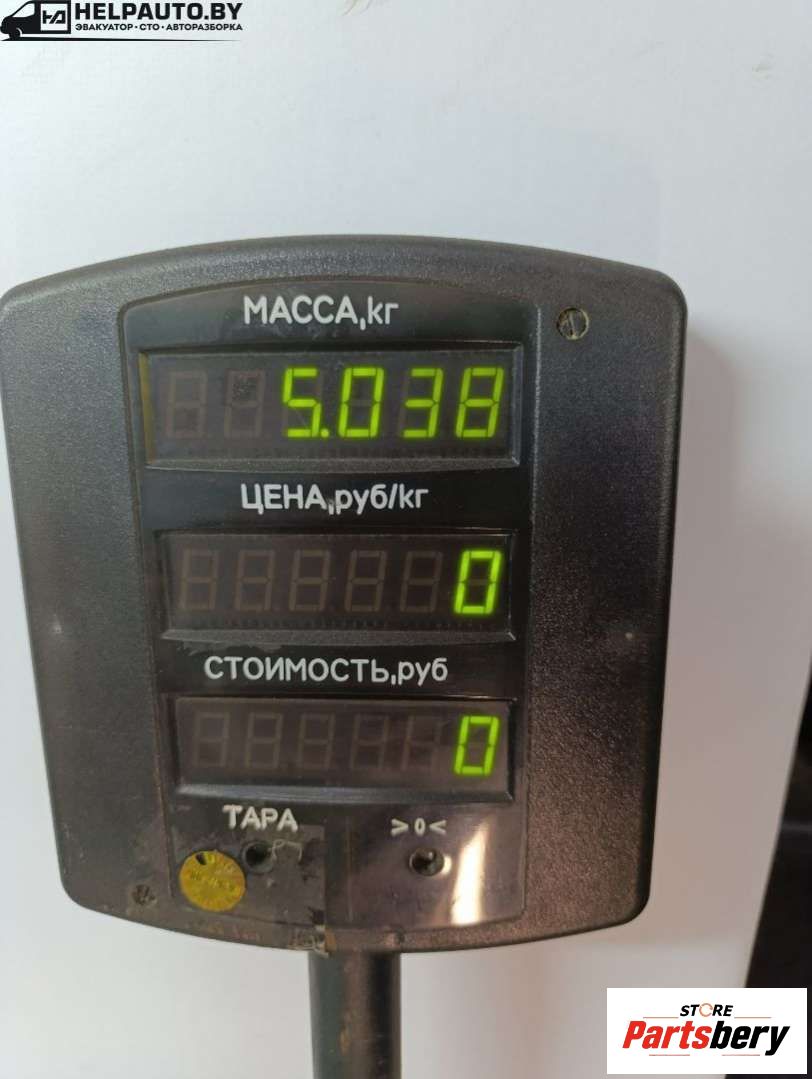 HELPAUTO.BY
ЭВАКУАТОР·СТО·АВТОРАЗБОРКА
МАССА,кг
5.038
ЦЕНА,руб/кг
0
СТОИМОСТЬ,руб
0
ТАРА
>0<
STORE
Partsbery